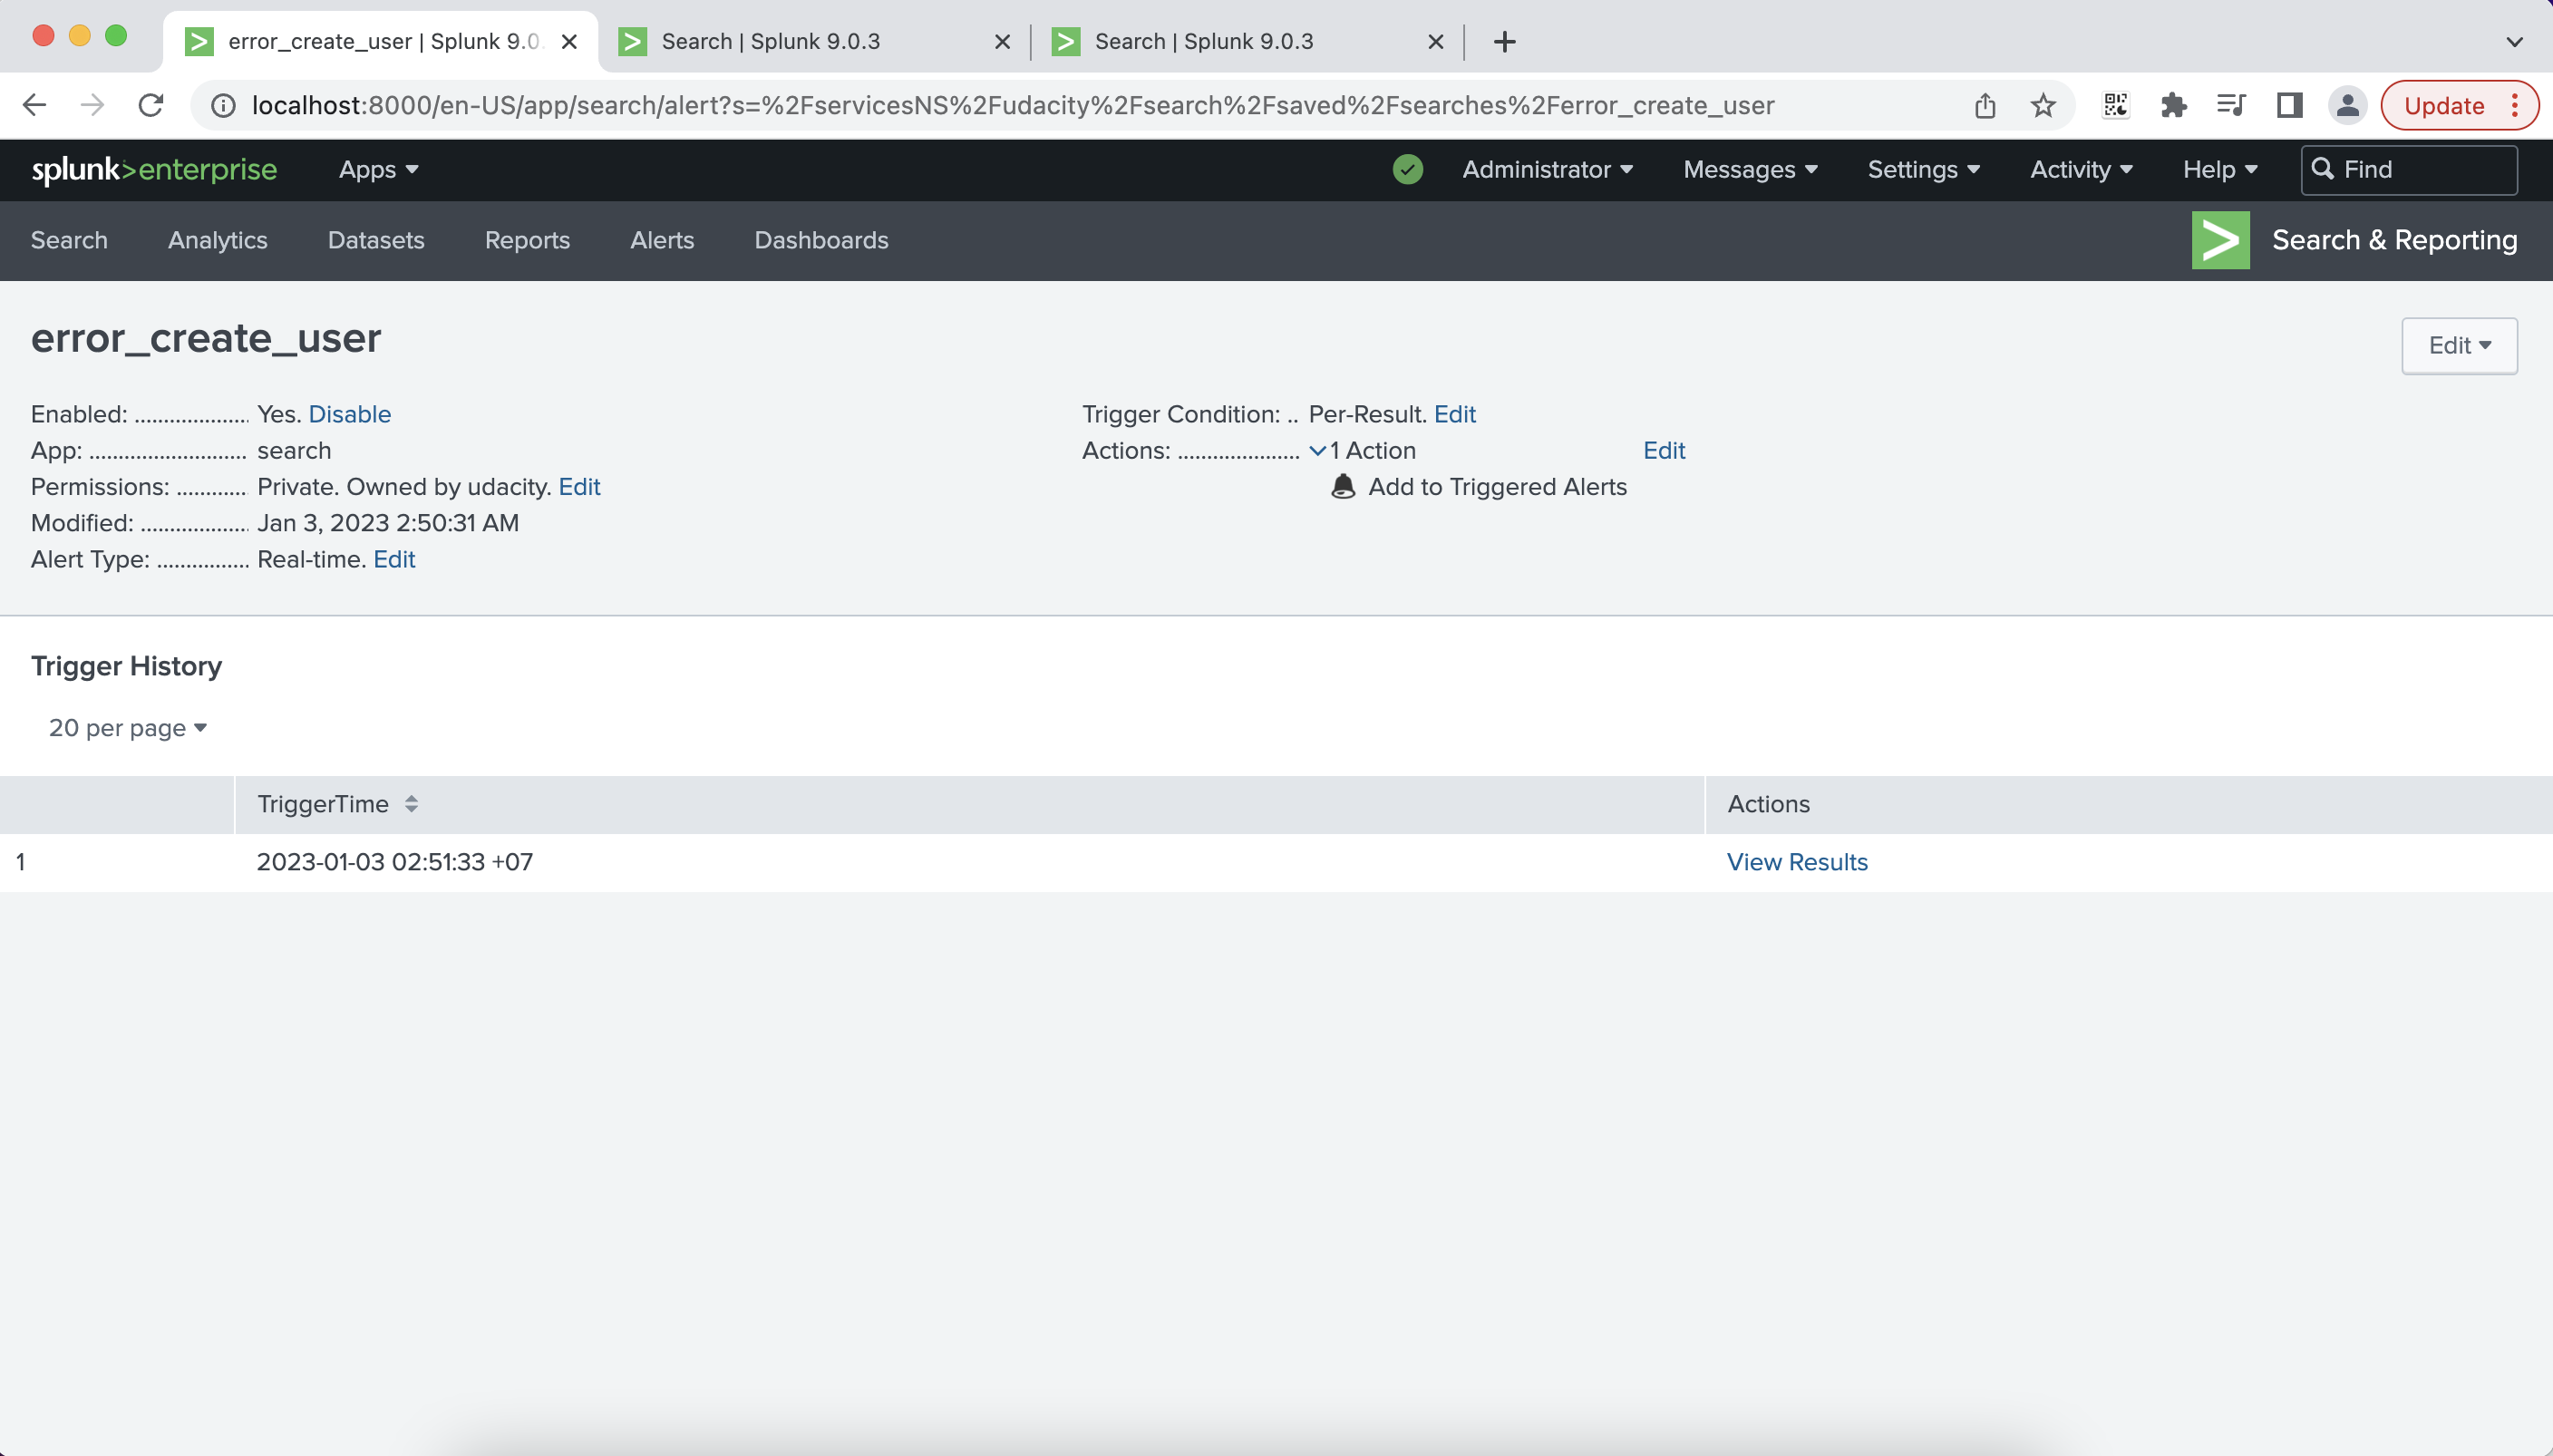 error_create_user | Splunk 9.0.
Search | Splunk 9.0.3
Search | Splunk 9.0.3
localhost:8000/en-US/app/search/alert?s=%2FservicesNS%2Fudacity%2Fsearch%2Fsaved%2Fsearches%2Ferror_create_user
Update
splunk>enterprise
Apps
Administrator
Messages
Settings
Activity
Help
Find
Search
Analytics
Datasets
Reports
Alerts
Dashboards
Search & Reporting
error_create_user
Edit
Enabled: .................... Yes. Disable
App: ........................... search
Permissions: ............ Private. Owned by udacity. Edit
Modified: ................... Jan 3, 2023 2:50:31 AM
Alert Type: ................ Real-time. Edit
Trigger Condition: .. Per-Result. Edit
Actions: ..................... 1 Action Edit
Add to Triggered Alerts
Trigger History
20 per page
TriggerTime Actions
1 2023-01-03 02:51:33 +07 View Results